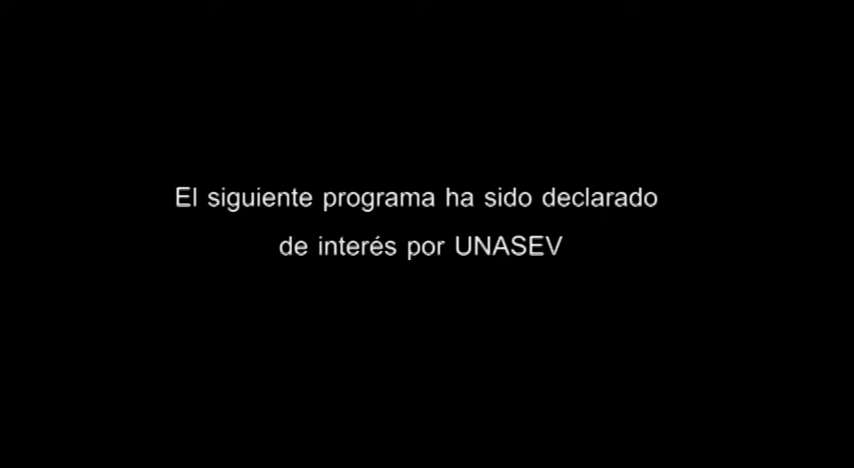 El siguiente programa ha sido declarado
de interés por UNASEV